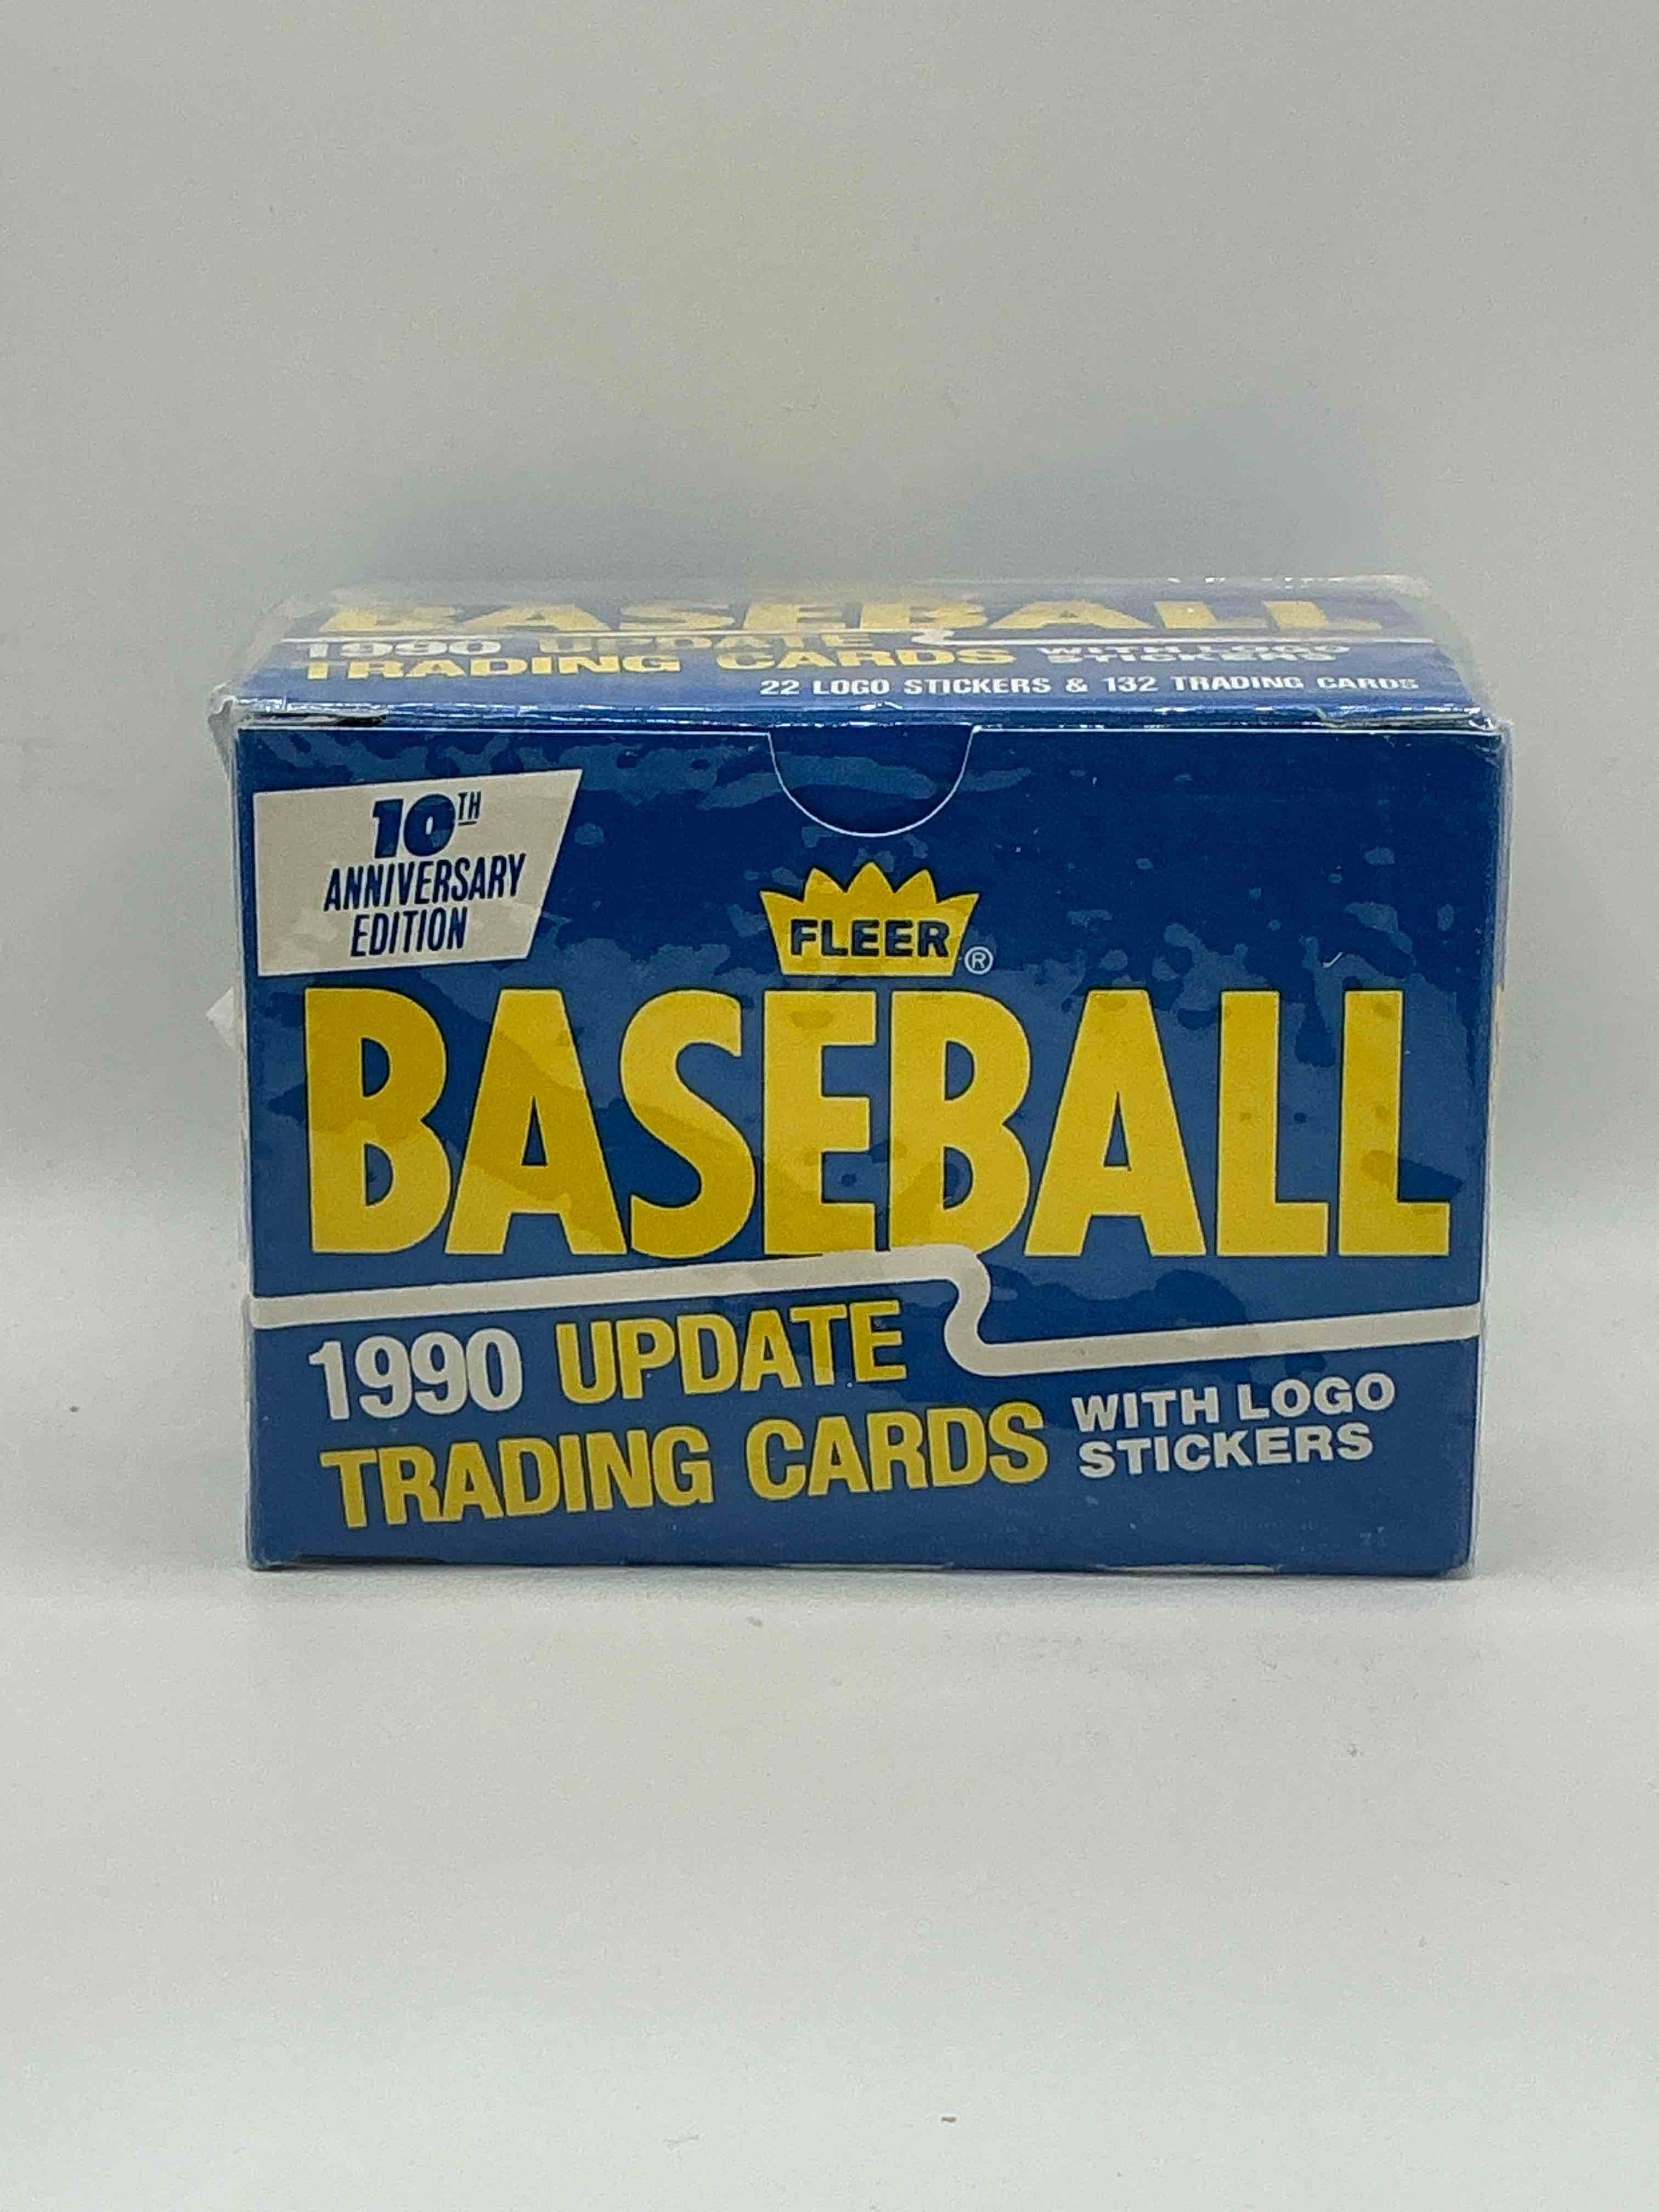 BASEBALL
1990 UPDATE
TRADING CARDS WITH LOGO
STICKERS
22 LOGO STICKERS & 132 TRADING CARDS
10TH
ANNIVERSARY
EDITION
FLEER®
BASEBALL
1990 UPDATE
TRADING CARDS
WITH LOGO
STICKERS